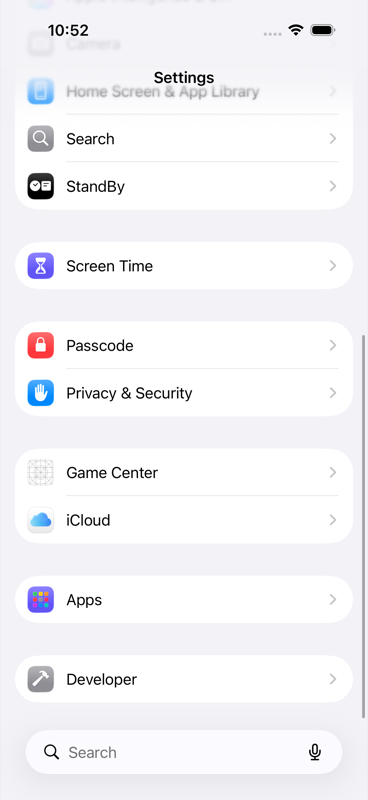 10:52
Camera
Settings
Home Screen & App Library
Search
StandBy
Screen Time
Passcode
Privacy & Security
Game Center
iCloud
Apps
Developer
Search